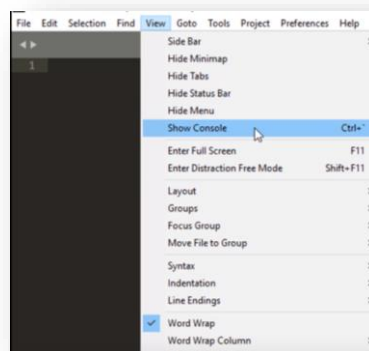 File Edit Selection Find View Goto Tools Project Preferences Help
1
Side Bar
Hide Minimap
Hide Tabs
Hide Status Bar
Hide Menu
Show Console Ctrl+`
Enter Full Screen F11
Enter Distraction Free Mode Shift+F11
Layout
Groups
Focus Group
Move File to Group
Syntax
Indentation
Line Endings
Word Wrap
Word Wrap Column